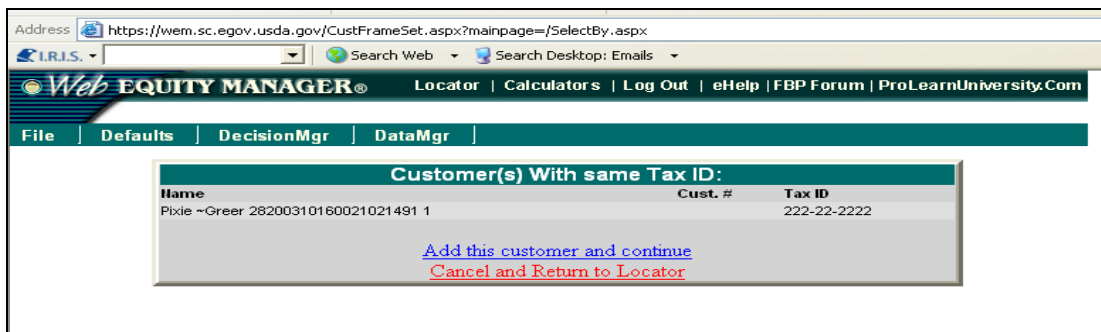 Address https://wem.sc.egov.usda.gov/CustFrameSet.aspx?mainpage=/SelectBy.aspx
I.R.I.S. Search Web Search Desktop: Emails
Web EQUITY MANAGER® Locator | Calculators | Log Out | eHelp | FBP Forum | ProLearnUniversity.Com
File | Defaults | DecisionMgr | DataMgr |
Customer(s) With same Tax ID:
Name Cust. # Tax ID
Pixie ~Greer 28200310160021021491 1 222-22-2222
Add this customer and continue
Cancel and Return to Locator